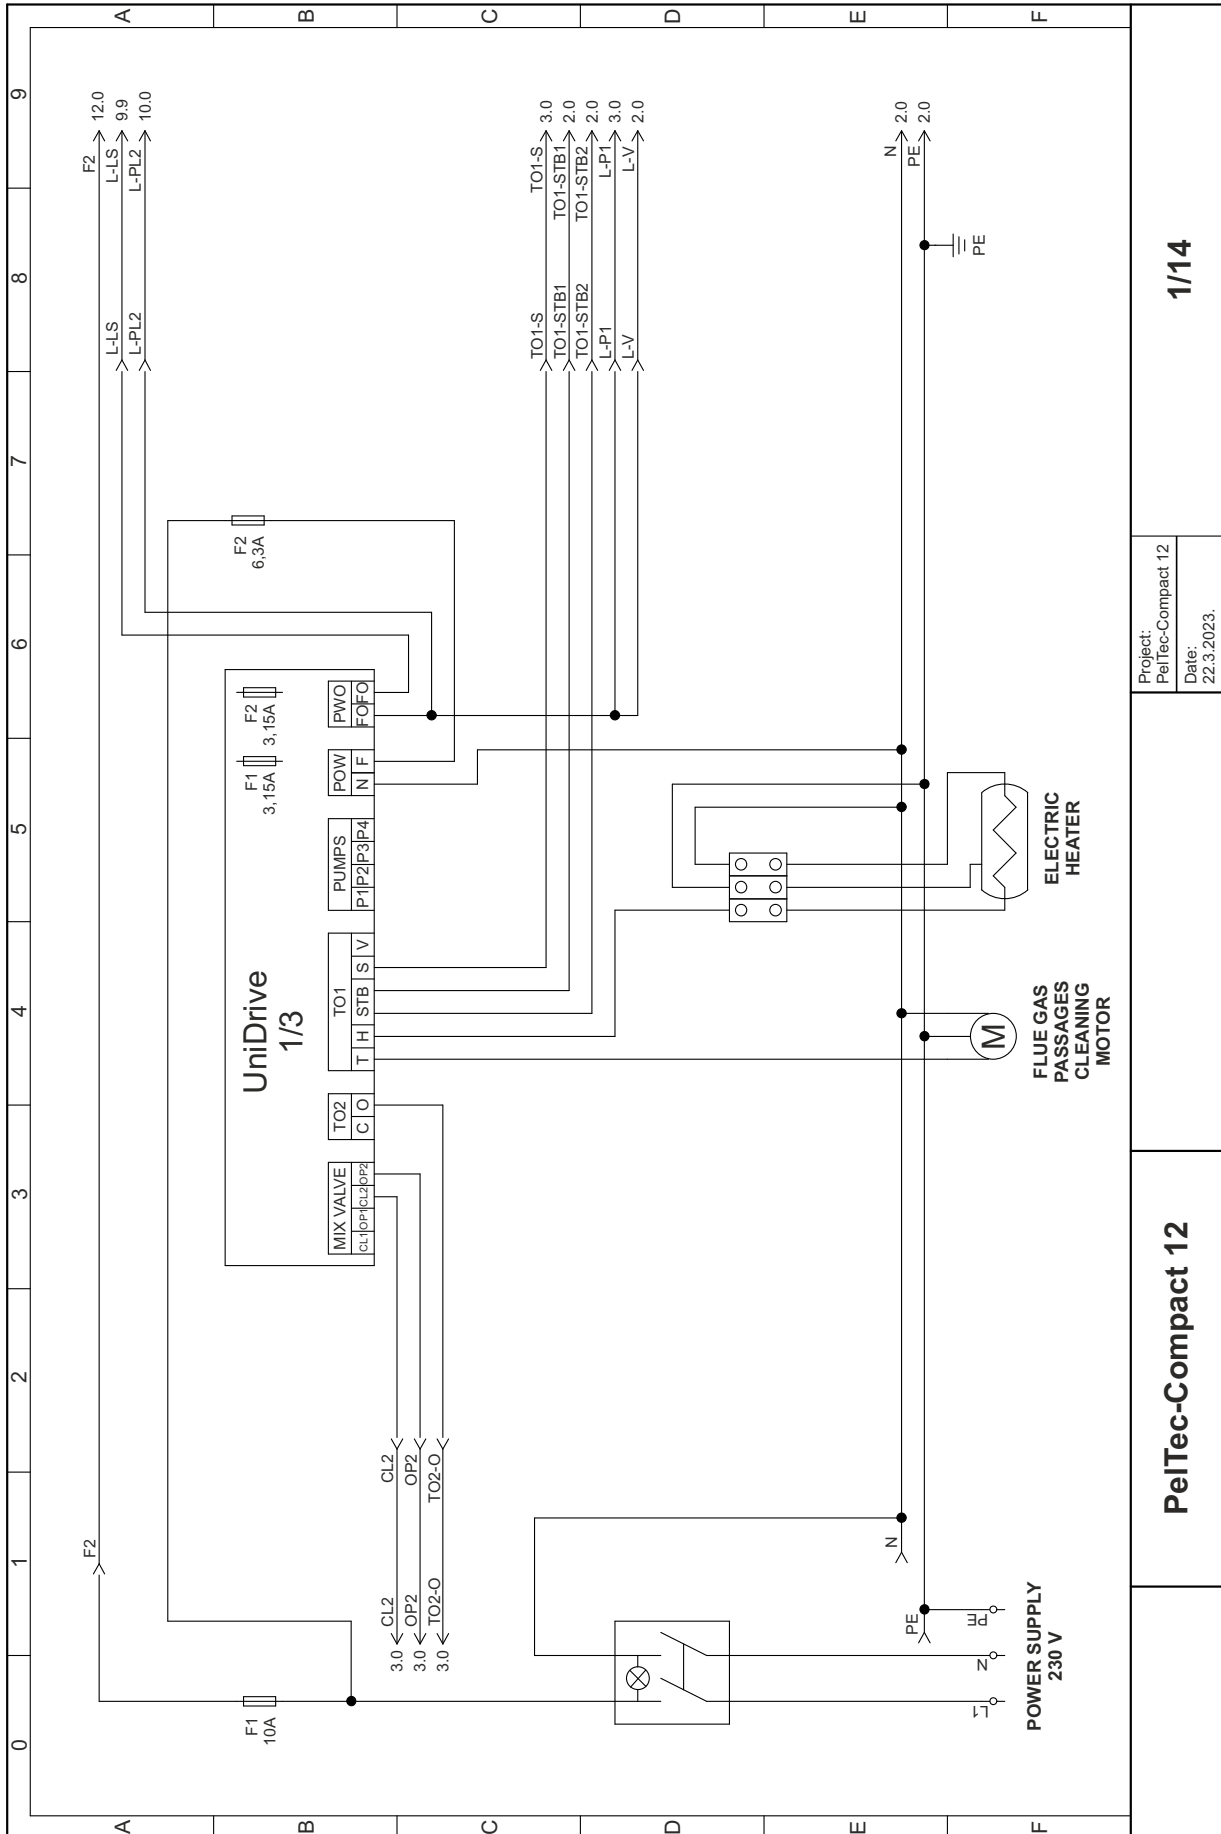 0 1 2 3 4 5 6 7 8 9
A A
F2 F2 12.0
L-LS L-LS 9.9
L-PL2 L-PL2 10.0
F1
10A
F2
6,3A
B B
UniDrive
1/3
F1
3,15A
F2
3,15A
MIX VALVE TO2 TO1 PUMPS POW PWO
CL1 OP1 CL2 OP2 C O T H STB S V P1 P2 P3 P4 N F FO FO
3.0 CL2 CL2
3.0 OP2 OP2
3.0 TO2-O TO2-O
C C
TO1-S TO1-S 3.0
TO1-STB1 TO1-STB1 2.0
TO1-STB2 TO1-STB2 2.0
L-P1 L-P1 3.0
L-V L-V 2.0
D D
E E
N N 2.0
PE PE 2.0
PE
L1 N PE
M
F F
POWER SUPPLY
230 V
FLUE GAS
PASSAGES
CLEANING
MOTOR
ELECTRIC
HEATER
PelTec-Compact 12
Project:
PelTec-Compact 12
Date:
22.3.2023.
1/14